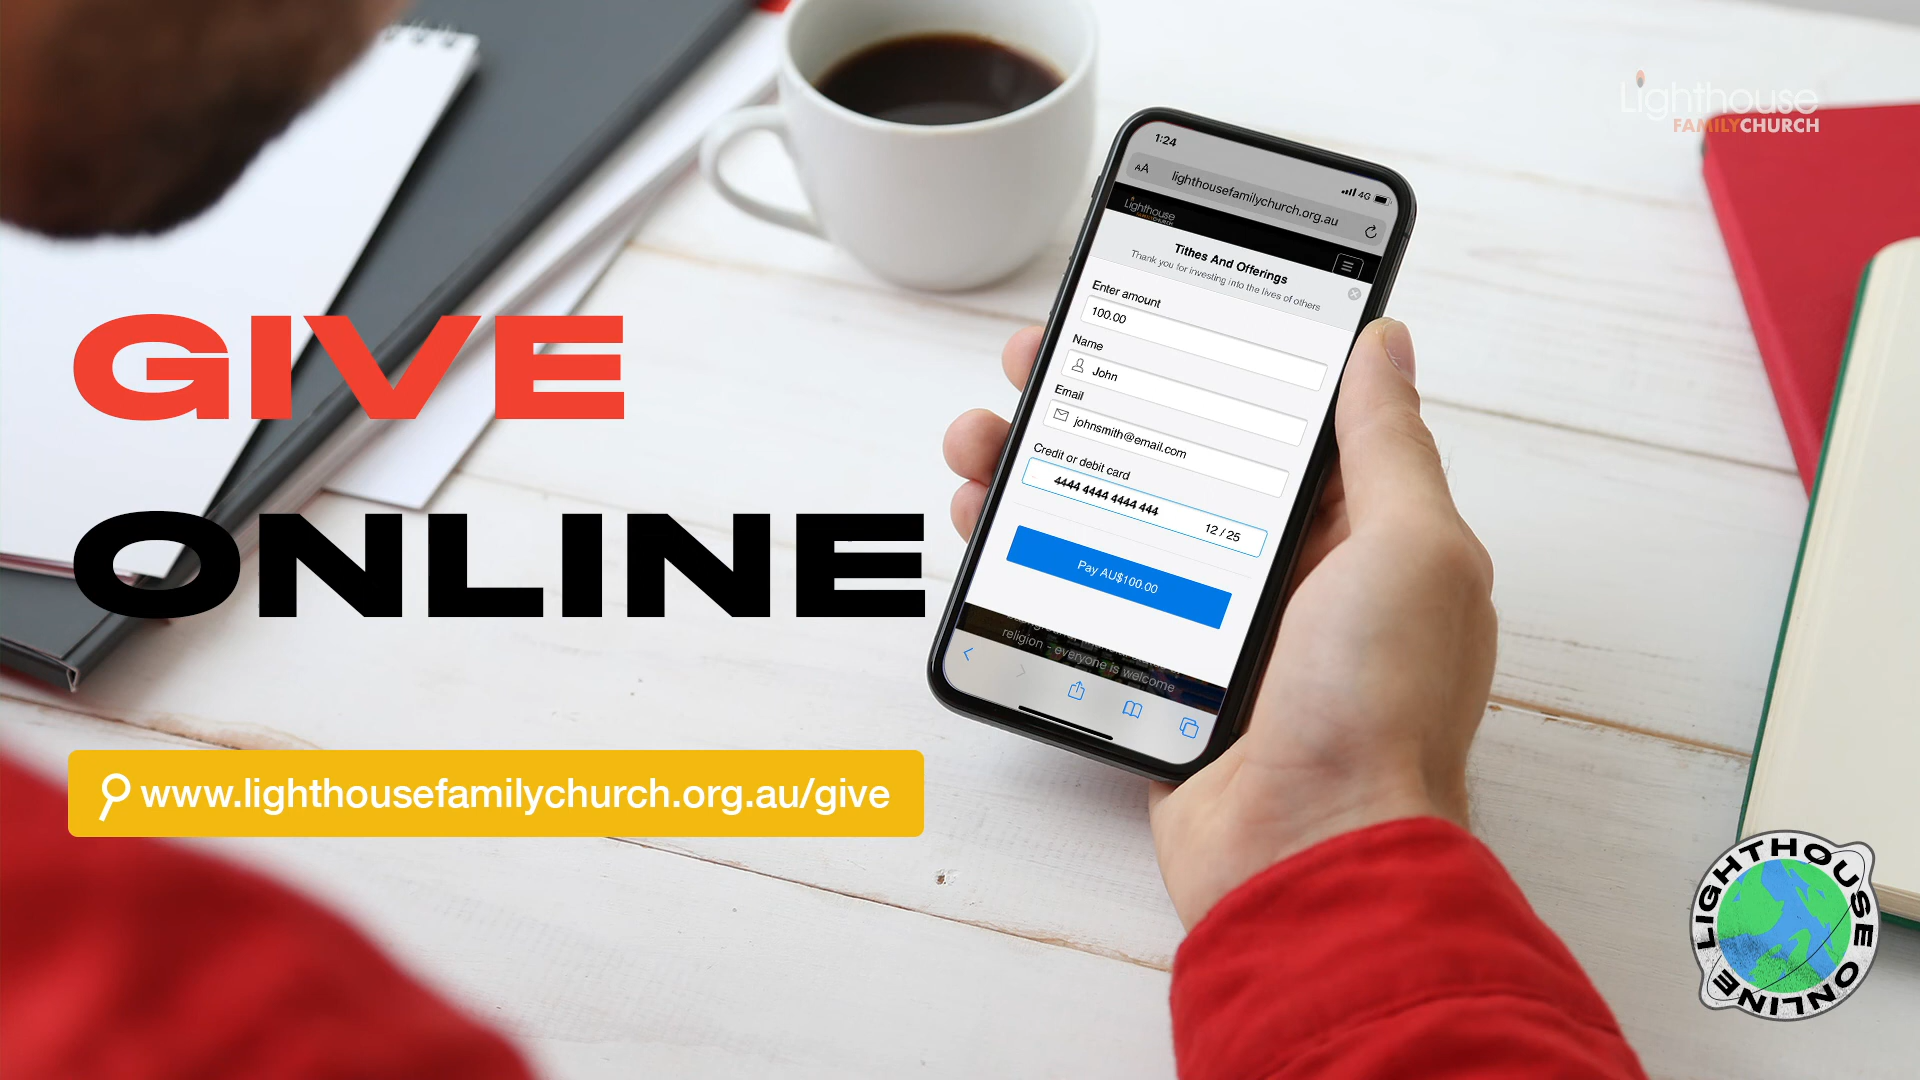 Lighthouse
FAMILYCHURCH
1:24
4G
AA lighthousefamilychurch.org.au
Lighthouse
Tithes And Offerings
Thank you for investing into the lives of others
Enter amount
100.00
Name
John
Email
johnsmith@email.com
Credit or debit card
4444 4444 4444 444 12 / 25
Pay AU$100.00
religion - everyone is welcome
GIVE
ONLINE
www.lighthousefamilychurch.org.au/give
LIGHTHOUSE ONLINE